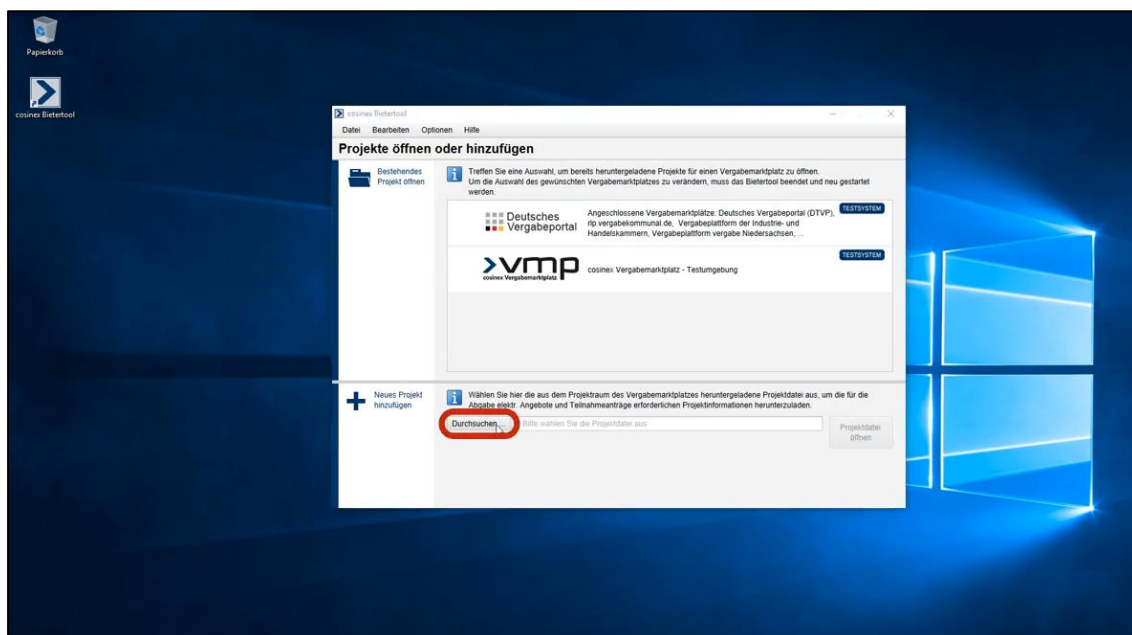 Papierkorb
cosinex Bietertool
cosinex Bietertool
Datei Bearbeiten Optionen Hilfe
Projekte öffnen oder hinzufügen
Bestehendes
Projekt öffnen
Treffen Sie eine Auswahl, um bereits heruntergeladene Projekte für einen Vergabemarktplatz zu öffnen.
Um die Auswahl des gewünschten Vergabemarktplatzes zu verändern, muss das Bietertool beendet und neu gestartet
werden.
Deutsches
Vergabeportal
Angeschlossene Vergabemarktplätze: Deutsches Vergabeportal (DTVP),
rlp.vergabekommunal.de, Vergabeplattform der Industrie- und
Handelskammern, Vergabeplattform vergabe Niedersachsen, ...
TESTSYSTEM
vmp
cosinex Vergabemarktplatz
cosinex Vergabemarktplatz - Testumgebung
TESTSYSTEM
Neues Projekt
hinzufügen
Wählen Sie hier die aus dem Projektraum des Vergabemarktplatzes heruntergeladene Projektdatei aus, um die für die
Abgabe elektr. Angebote und Teilnahmeanträge erforderlichen Projektinformationen herunterzuladen.
Durchsuchen...
Bitte wählen Sie die Projektdatei aus
Projektdatei
öffnen